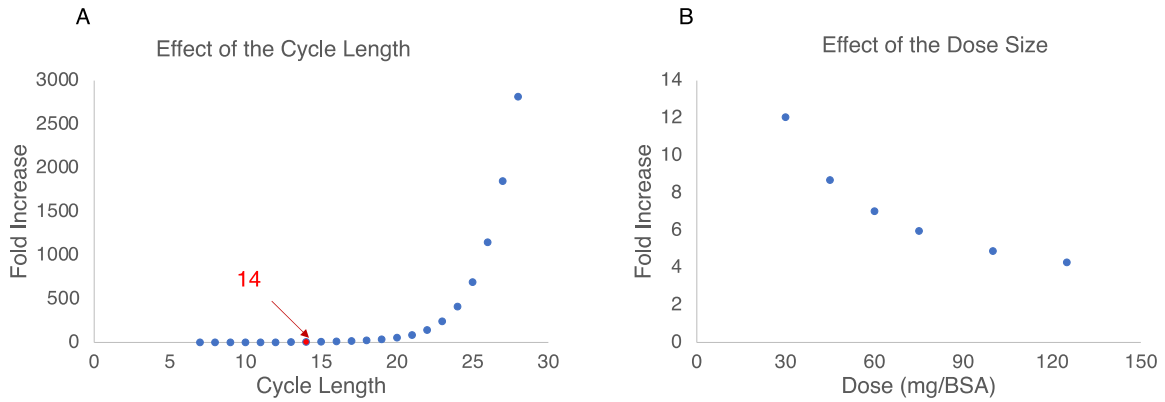 A
Effect of the Cycle Length
3000
2500
2000
1500
1000
500
0
Fold Increase
14
0 5 10 15 20 25 30
Cycle Length
B
Effect of the Dose Size
14
12
10
8
6
4
2
0
Fold Increase
0 30 60 90 120 150
Dose (mg/BSA)